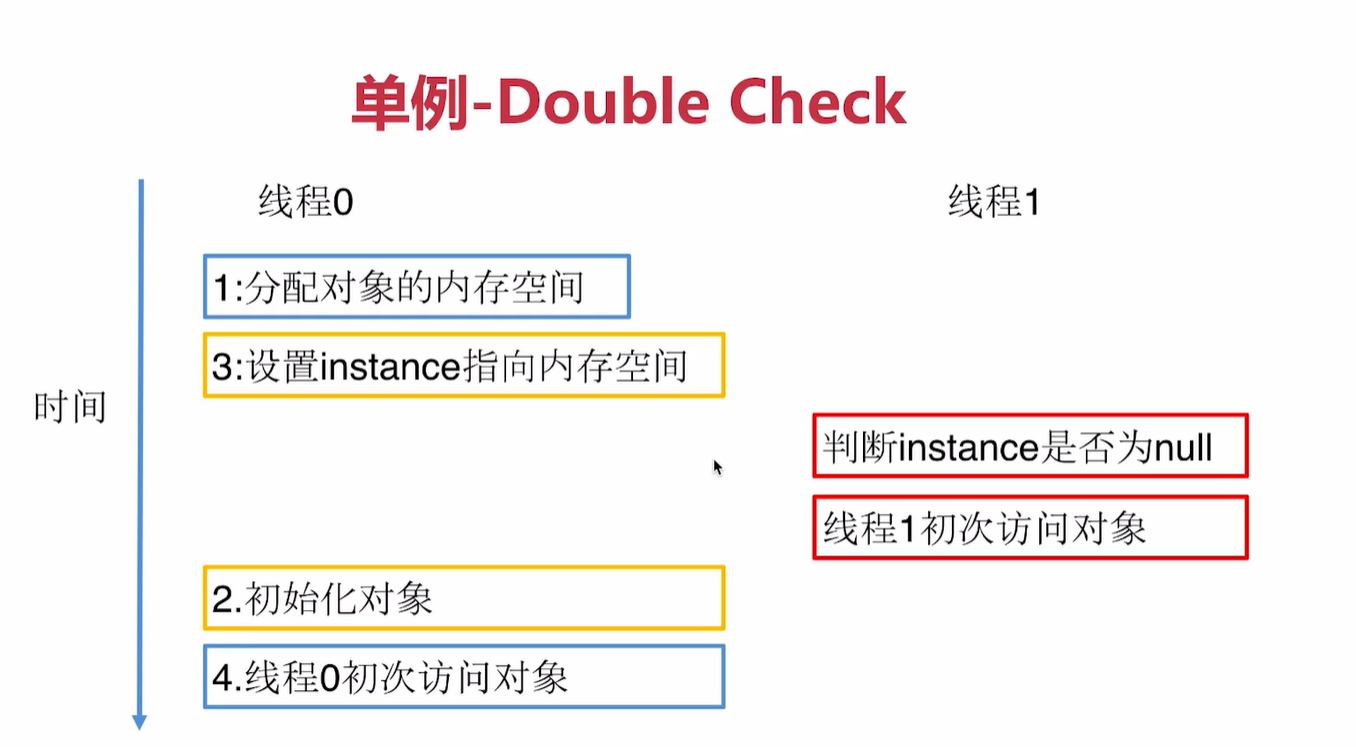 单例-Double Check
线程0
线程1
1:分配对象的内存空间
3:设置instance指向内存空间
时间
判断instance是否为null
线程1初次访问对象
2.初始化对象
4.线程0初次访问对象